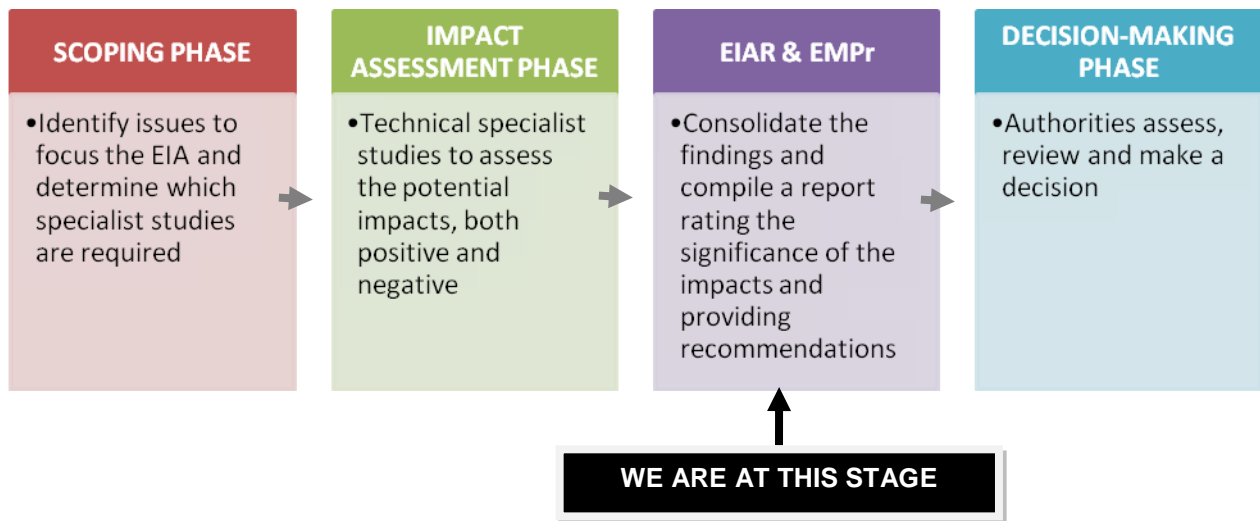 SCOPING PHASE
•Identify issues to
focus the EIA and
determine which
specialist studies
are required
IMPACT
ASSESSMENT PHASE
•Technical specialist
studies to assess
the potential
impacts, both
positive and
negative
EIAR & EMPr
•Consolidate the
findings and
compile a report
rating the
significance of the
impacts and
providing
recommendations
DECISION-MAKING
PHASE
•Authorities assess,
review and make a
decision
WE ARE AT THIS STAGE